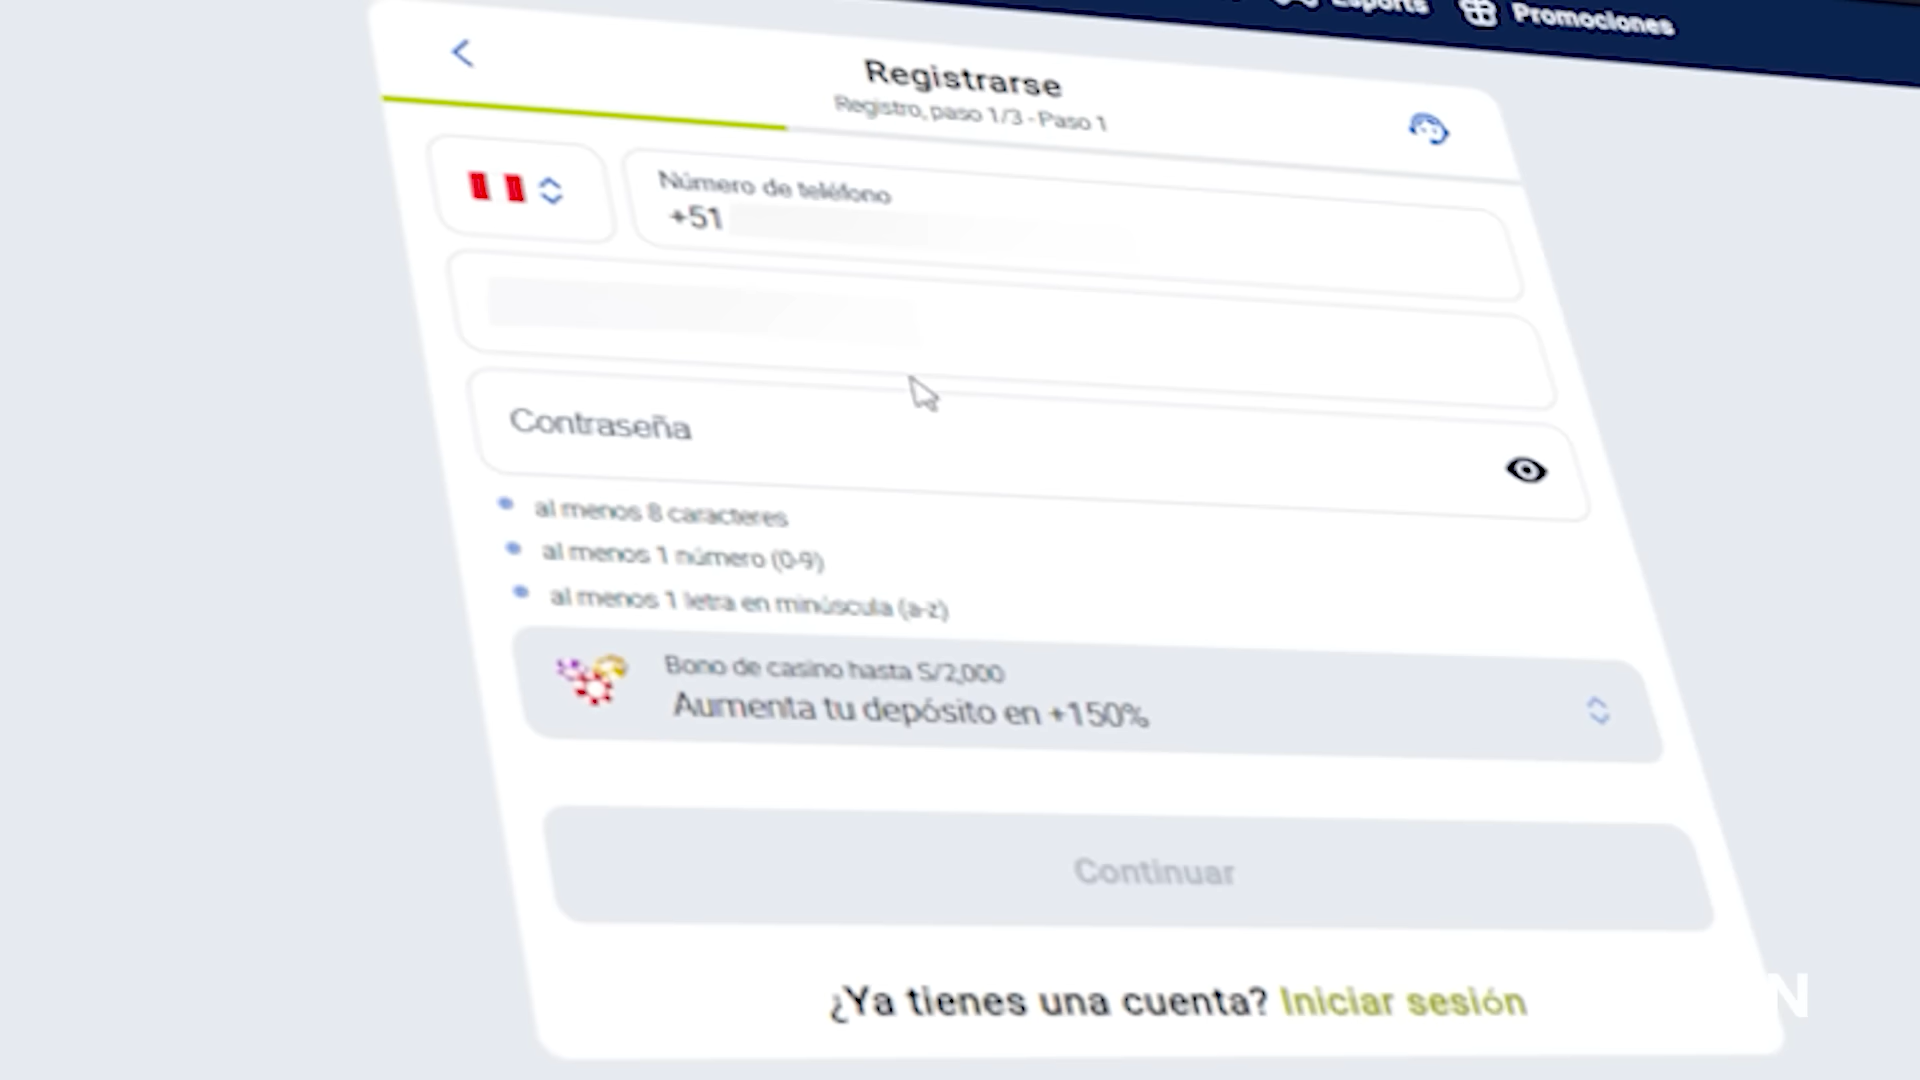 Esports Promociones
Registrarse
Registro, paso 1/3 - Paso 1
Número de teléfono
+51
Contraseña
al menos 8 caracteres
al menos 1 número (0-9)
al menos 1 letra en minúscula (a-z)
Bono de casino hasta S/2,000
Aumenta tu depósito en +150%
Continuar
¿Ya tienes una cuenta? Iniciar sesión
N